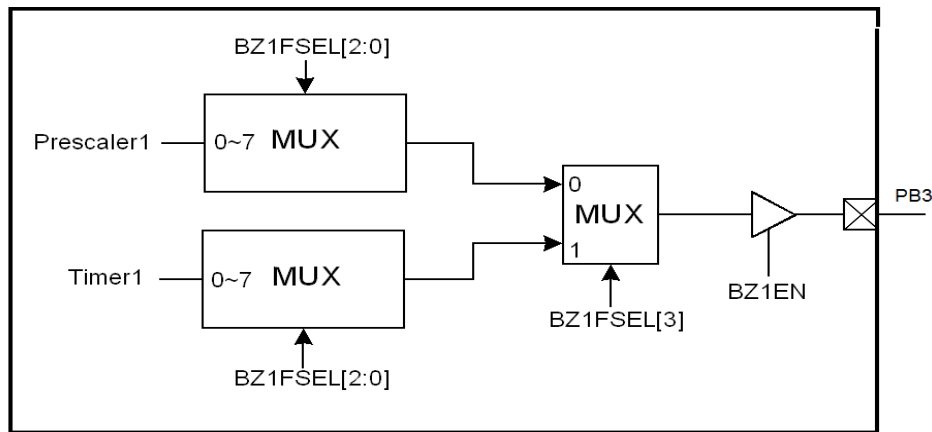 BZ1FSEL[2:0]
Prescaler1
0~7 MUX
0
MUX
PB3
1
Timer1
0~7 MUX
BZ1EN
BZ1FSEL[3]
BZ1FSEL[2:0]